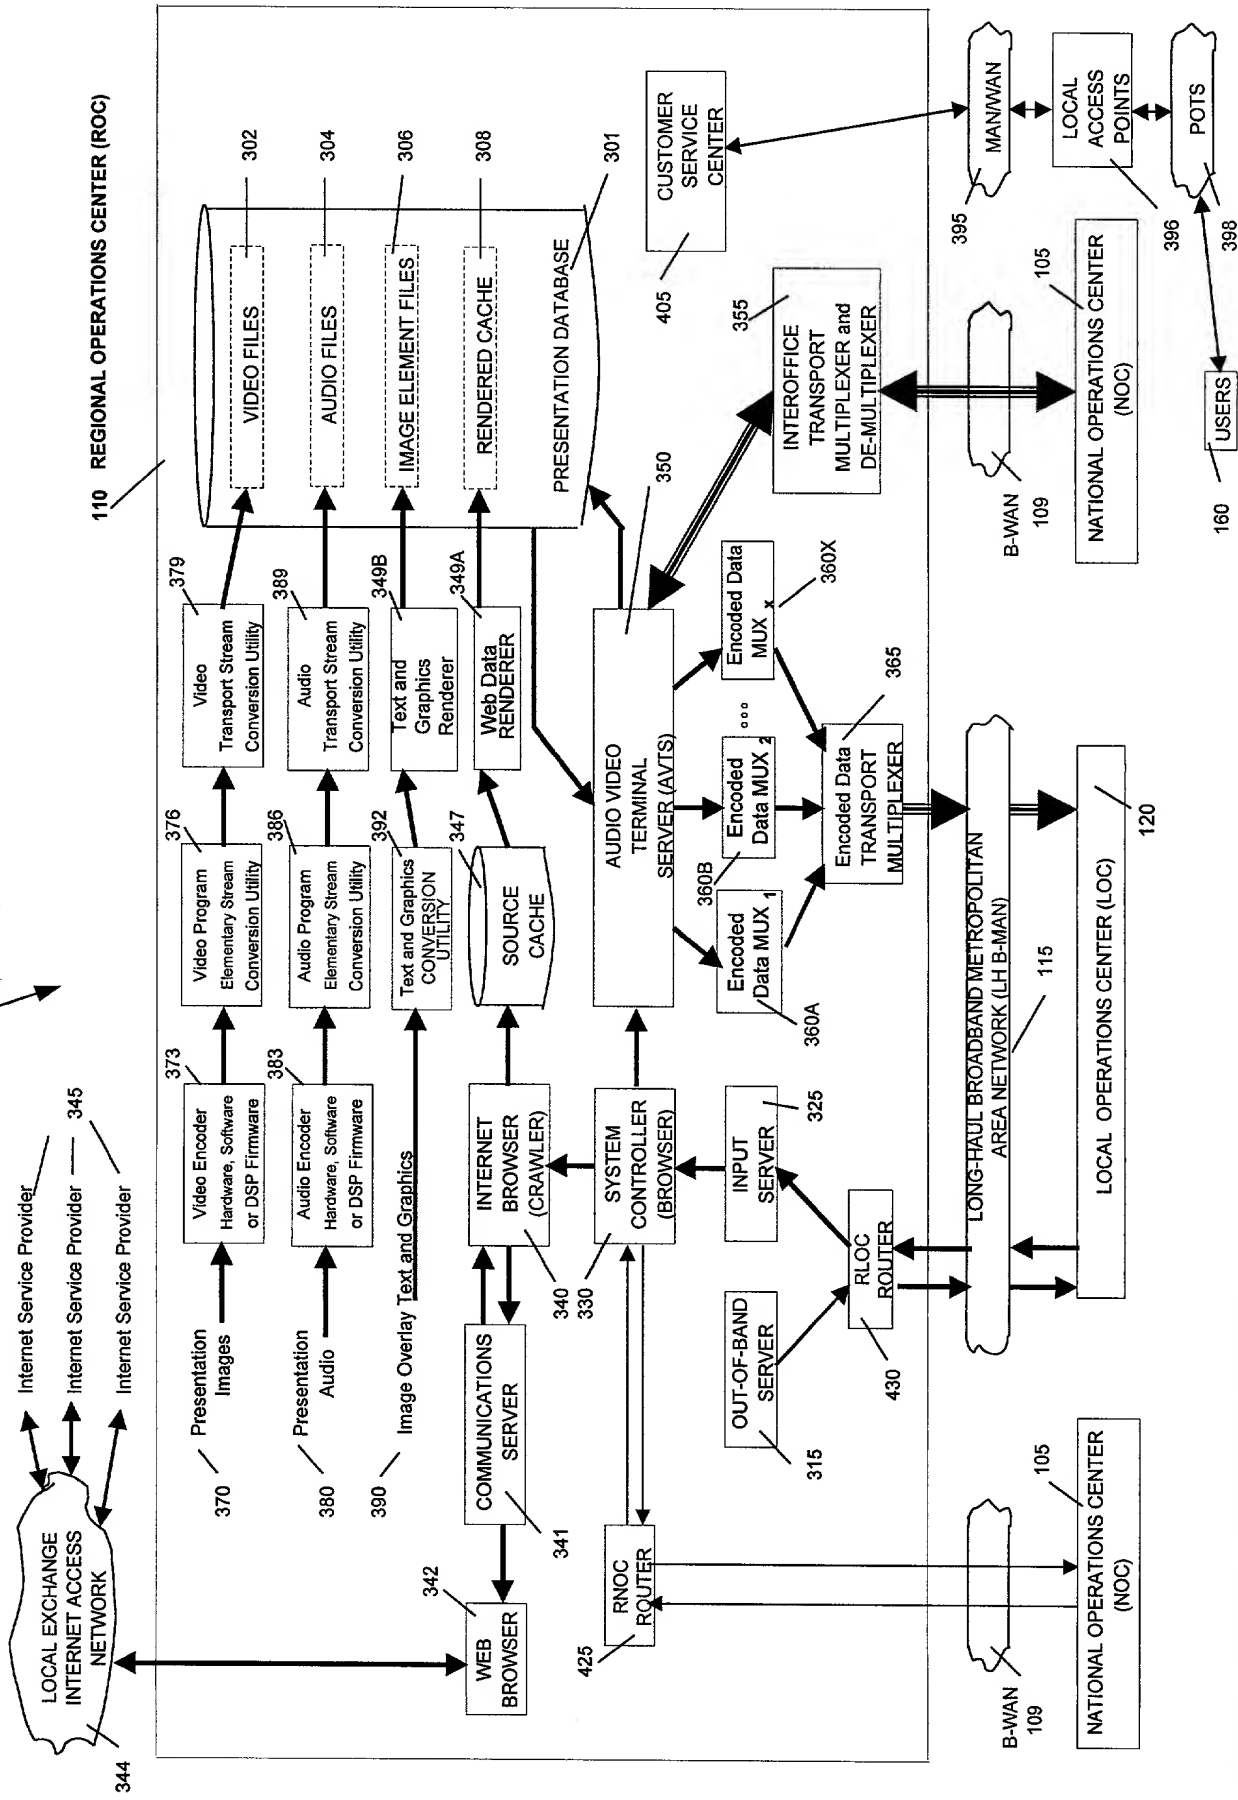 LOCAL EXCHANGE
INTERNET ACCESS
NETWORK
344
Internet Service Provider
Internet Service Provider
Internet Service Provider
345
110 REGIONAL OPERATIONS CENTER (ROC)
370
Presentation
Images
373
Video Encoder
Hardware, Software
or DSP Firmware
376
Video Program
Elementary Stream
Conversion Utility
379
Video
Transport Stream
Conversion Utility
VIDEO FILES
302
380
Presentation
Audio
383
Audio Encoder
Hardware, Software
or DSP Firmware
386
Audio Program
Elementary Stream
Conversion Utility
389
Audio
Transport Stream
Conversion Utility
AUDIO FILES
304
390
Image Overlay Text and Graphics
392
Text and Graphics
CONVERSION
UTILITY
349B
Text and
Graphics
Renderer
IMAGE ELEMENT FILES
306
342
WEB
BROWSER
COMMUNICATIONS
SERVER
341
INTERNET
BROWSER
(CRAWLER)
340
347
SOURCE
CACHE
349A
Web Data
RENDERER
RENDERED CACHE
308
PRESENTATION DATABASE
301
RNOC
ROUTER
425
SYSTEM
CONTROLLER
(BROWSER)
330
AUDIO VIDEO
TERMINAL
SERVER (AVTS)
350
CUSTOMER
SERVICE
CENTER
405
OUT-OF-BAND
SERVER
315
INPUT
SERVER
325
Encoded
Data MUX 1
360A
Encoded
Data MUX 2
360B
ooo
Encoded Data
MUX x
360X
INTEROFFICE
TRANSPORT
MULTIPLEXER and
DE-MULTIPLEXER
355
RLOC
ROUTER
430
Encoded Data
TRANSPORT
MULTIPLEXER
365
B-WAN
109
LONG-HAUL BROADBAND METROPOLITAN
AREA NETWORK (LH B-MAN)
115
B-WAN
109
MAN/WAN
395
LOCAL
ACCESS
POINTS
396
POTS
398
NATIONAL OPERATIONS CENTER
(NOC)
105
LOCAL OPERATIONS CENTER (LOC)
120
NATIONAL OPERATIONS CENTER
(NOC)
105
USERS
160